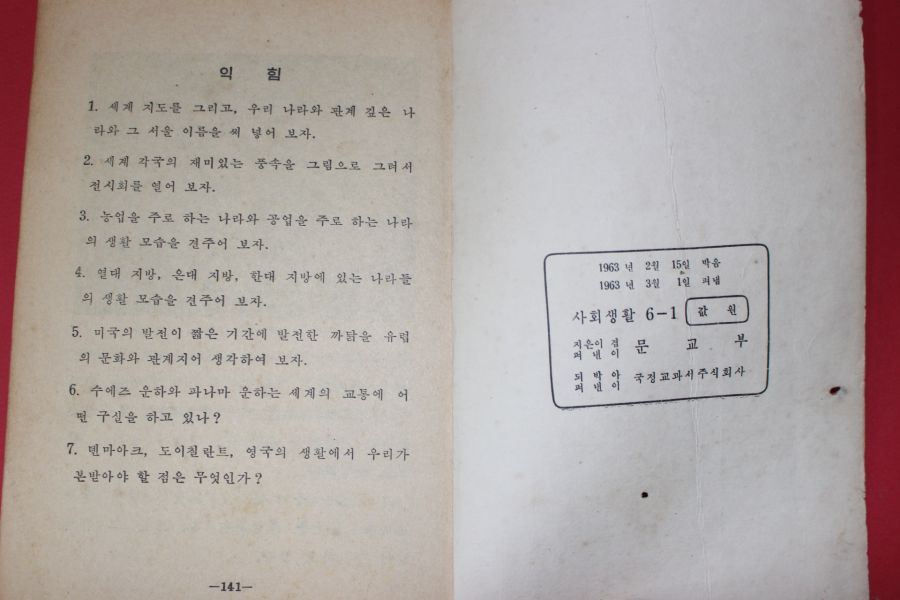 익 힘
1. 세계 지도를 그리고, 우리 나라와 관계 깊은 나
라와 그 서울 이름을 써 넣어 보자.
2. 세계 각국의 재미있는 풍속을 그림으로 그려서
전시회를 열어 보자.
3. 농업을 주로 하는 나라와 공업을 주로 하는 나라
의 생활 모습을 견주어 보자.
4. 열대 지방, 온대 지방, 한대 지방에 있는 나라들
의 생활 모습을 견주어 보자.
5. 미국의 발전이 짧은 기간에 발전한 까닭을 유럽
의 문화와 관계지어 생각하여 보자.
6. 수에즈 운하와 파나마 운하는 세계의 교통에 어
떤 구실을 하고 있나?
7. 덴마아크, 도이칠란트, 영국의 생활에서 우리가
본받아야 할 점은 무엇인가?
—141—
1963 년 2월 15일 박음
1963 년 3월 1일 펴냄
사회생활 6-1 값 원
지은이 겸
펴 낸 이 문 교 부
되 박 아
펴 낸 이 국정교과서주식회사